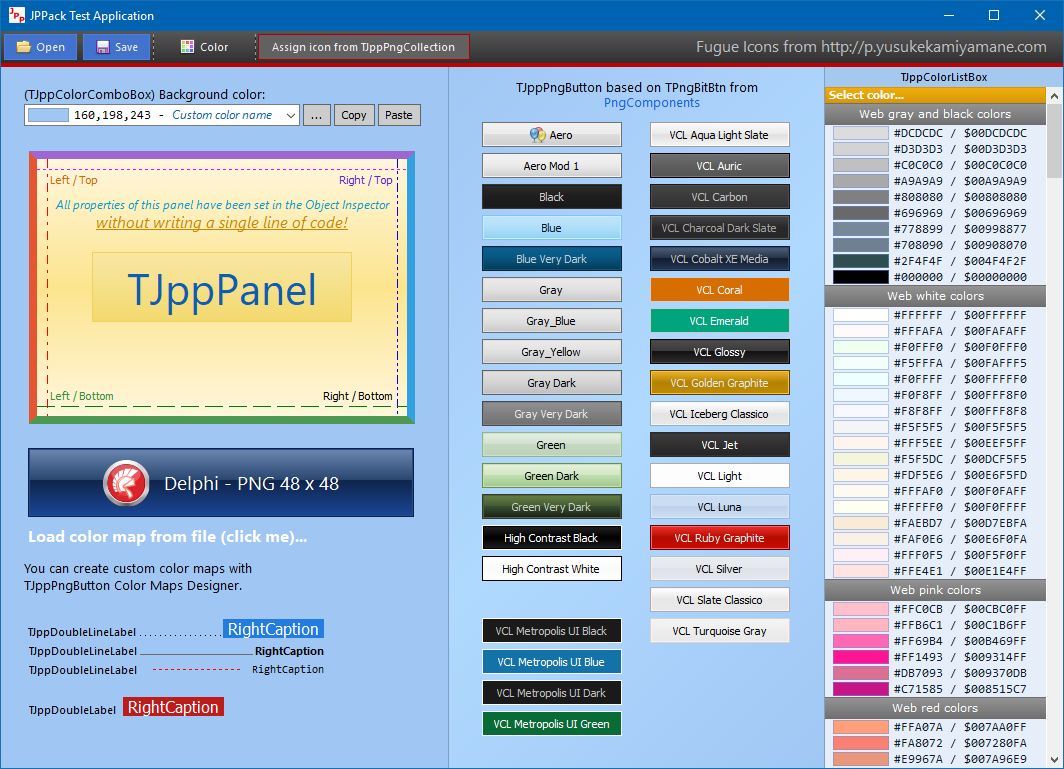 JPPack Test Application
Open
Save
Color
Assign icon from TJppPngCollection
Fugue Icons from http://p.yusukekamiyamane.com
(TJppColorComboBox) Background color:
160,198,243 - Custom color name
...
Copy
Paste
Left / Top
Right / Top
All properties of this panel have been set in the Object Inspector
without writing a single line of code!
TJppPanel
Left / Bottom
Right / Bottom
Delphi - PNG 48 x 48
Load color map from file (click me)...
You can create custom color maps with
TJppPngButton Color Maps Designer.
TJppDoubleLineLabel RightCaption
TJppDoubleLineLabel RightCaption
TJppDoubleLineLabel RightCaption
TJppDoubleLabel RightCaption
TJppPngButton based on TPngBitBtn from
PngComponents
Aero
Aero Mod 1
Black
Blue
Blue Very Dark
Gray
Gray_Blue
Gray_Yellow
Gray Dark
Gray Very Dark
Green
Green Dark
Green Very Dark
High Contrast Black
High Contrast White
VCL Metropolis UI Black
VCL Metropolis UI Blue
VCL Metropolis UI Dark
VCL Metropolis UI Green
VCL Aqua Light Slate
VCL Auric
VCL Carbon
VCL Charcoal Dark Slate
VCL Cobalt XE Media
VCL Coral
VCL Emerald
VCL Glossy
VCL Golden Graphite
VCL Iceberg Classico
VCL Jet
VCL Light
VCL Luna
VCL Ruby Graphite
VCL Silver
VCL Slate Classico
VCL Turquoise Gray
TJppColorListBox
Select color...
Web gray and black colors
#DCDCDC / $00DCDCDC
#D3D3D3 / $00D3D3D3
#C0C0C0 / $00C0C0C0
#A9A9A9 / $00A9A9A9
#808080 / $00808080
#696969 / $00696969
#778899 / $00998877
#708090 / $00908070
#2F4F4F / $004F4F2F
#000000 / $00000000
Web white colors
#FFFFFF / $00FFFFFF
#FFFAFA / $00FAFAFF
#F0FFF0 / $00F0FFF0
#F5FFFA / $00FAFFF5
#F0FFFF / $00FFFFF0
#F0F8FF / $00FFF8F0
#F8F8FF / $00FFF8F8
#F5F5F5 / $00F5F5F5
#FFF5EE / $00EEF5FF
#F5F5DC / $00DCF5F5
#FDF5E6 / $00E6F5FD
#FFFAF0 / $00F0FAFF
#FFFFF0 / $00F0FFFF
#FAEBD7 / $00D7EBFA
#FAF0E6 / $00E6F0FA
#FFF0F5 / $00F5F0FF
#FFE4E1 / $00E1E4FF
Web pink colors
#FFC0CB / $00CBC0FF
#FFB6C1 / $00C1B6FF
#FF69B4 / $00B469FF
#FF1493 / $009314FF
#DB7093 / $009370DB
#C71585 / $008515C7
Web red colors
#FFA07A / $007AA0FF
#FA8072 / $007280FA
#E9967A / $007A96E9